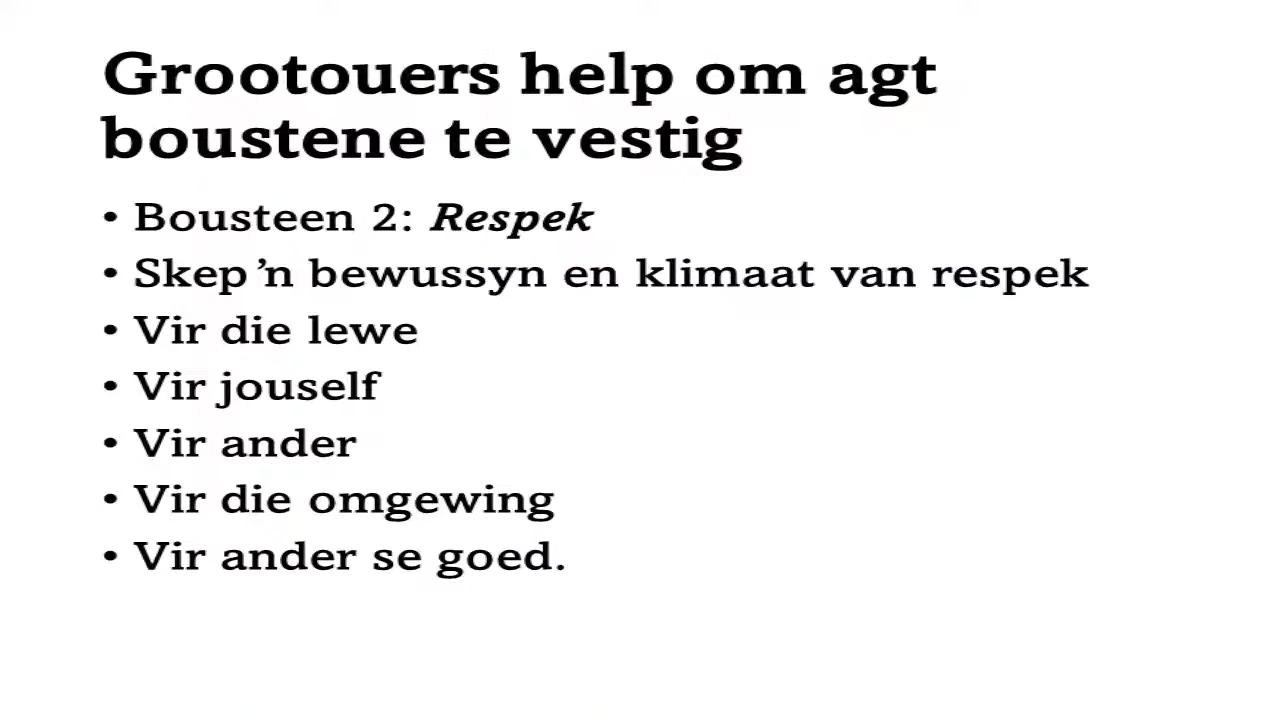 Grootouers help om agt
boustene te vestig
• Bousteen 2: Respek
• Skep ’n bewussyn en klimaat van respek
• Vir die lewe
• Vir jouself
• Vir ander
• Vir die omgewing
• Vir ander se goed.